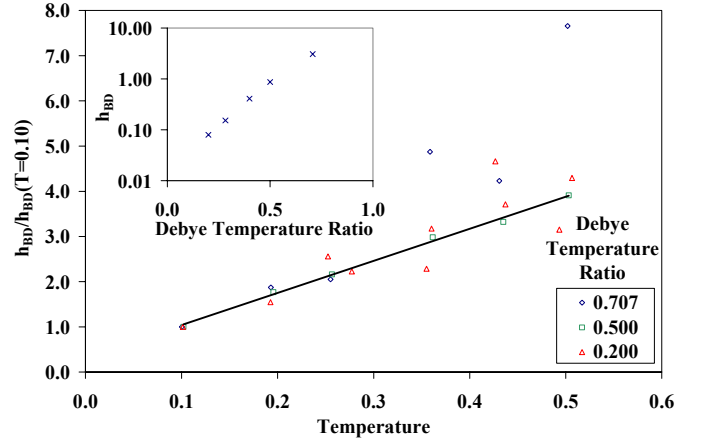 8.0
7.0
6.0
5.0
4.0
3.0
2.0
1.0
0.0
h_BD/h_BD(T=0.10)
0.0 0.1 0.2 0.3 0.4 0.5 0.6
Temperature
10.00
1.00
0.10
0.01
h_BD
0.0 0.5 1.0
Debye Temperature Ratio
Debye
Temperature
Ratio
0.707
0.500
0.200